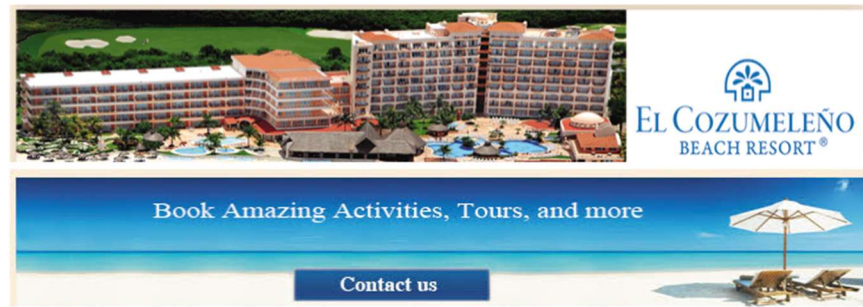 EL COZUMELEÑO
BEACH RESORT ®
Book Amazing Activities, Tours, and more
Contact us